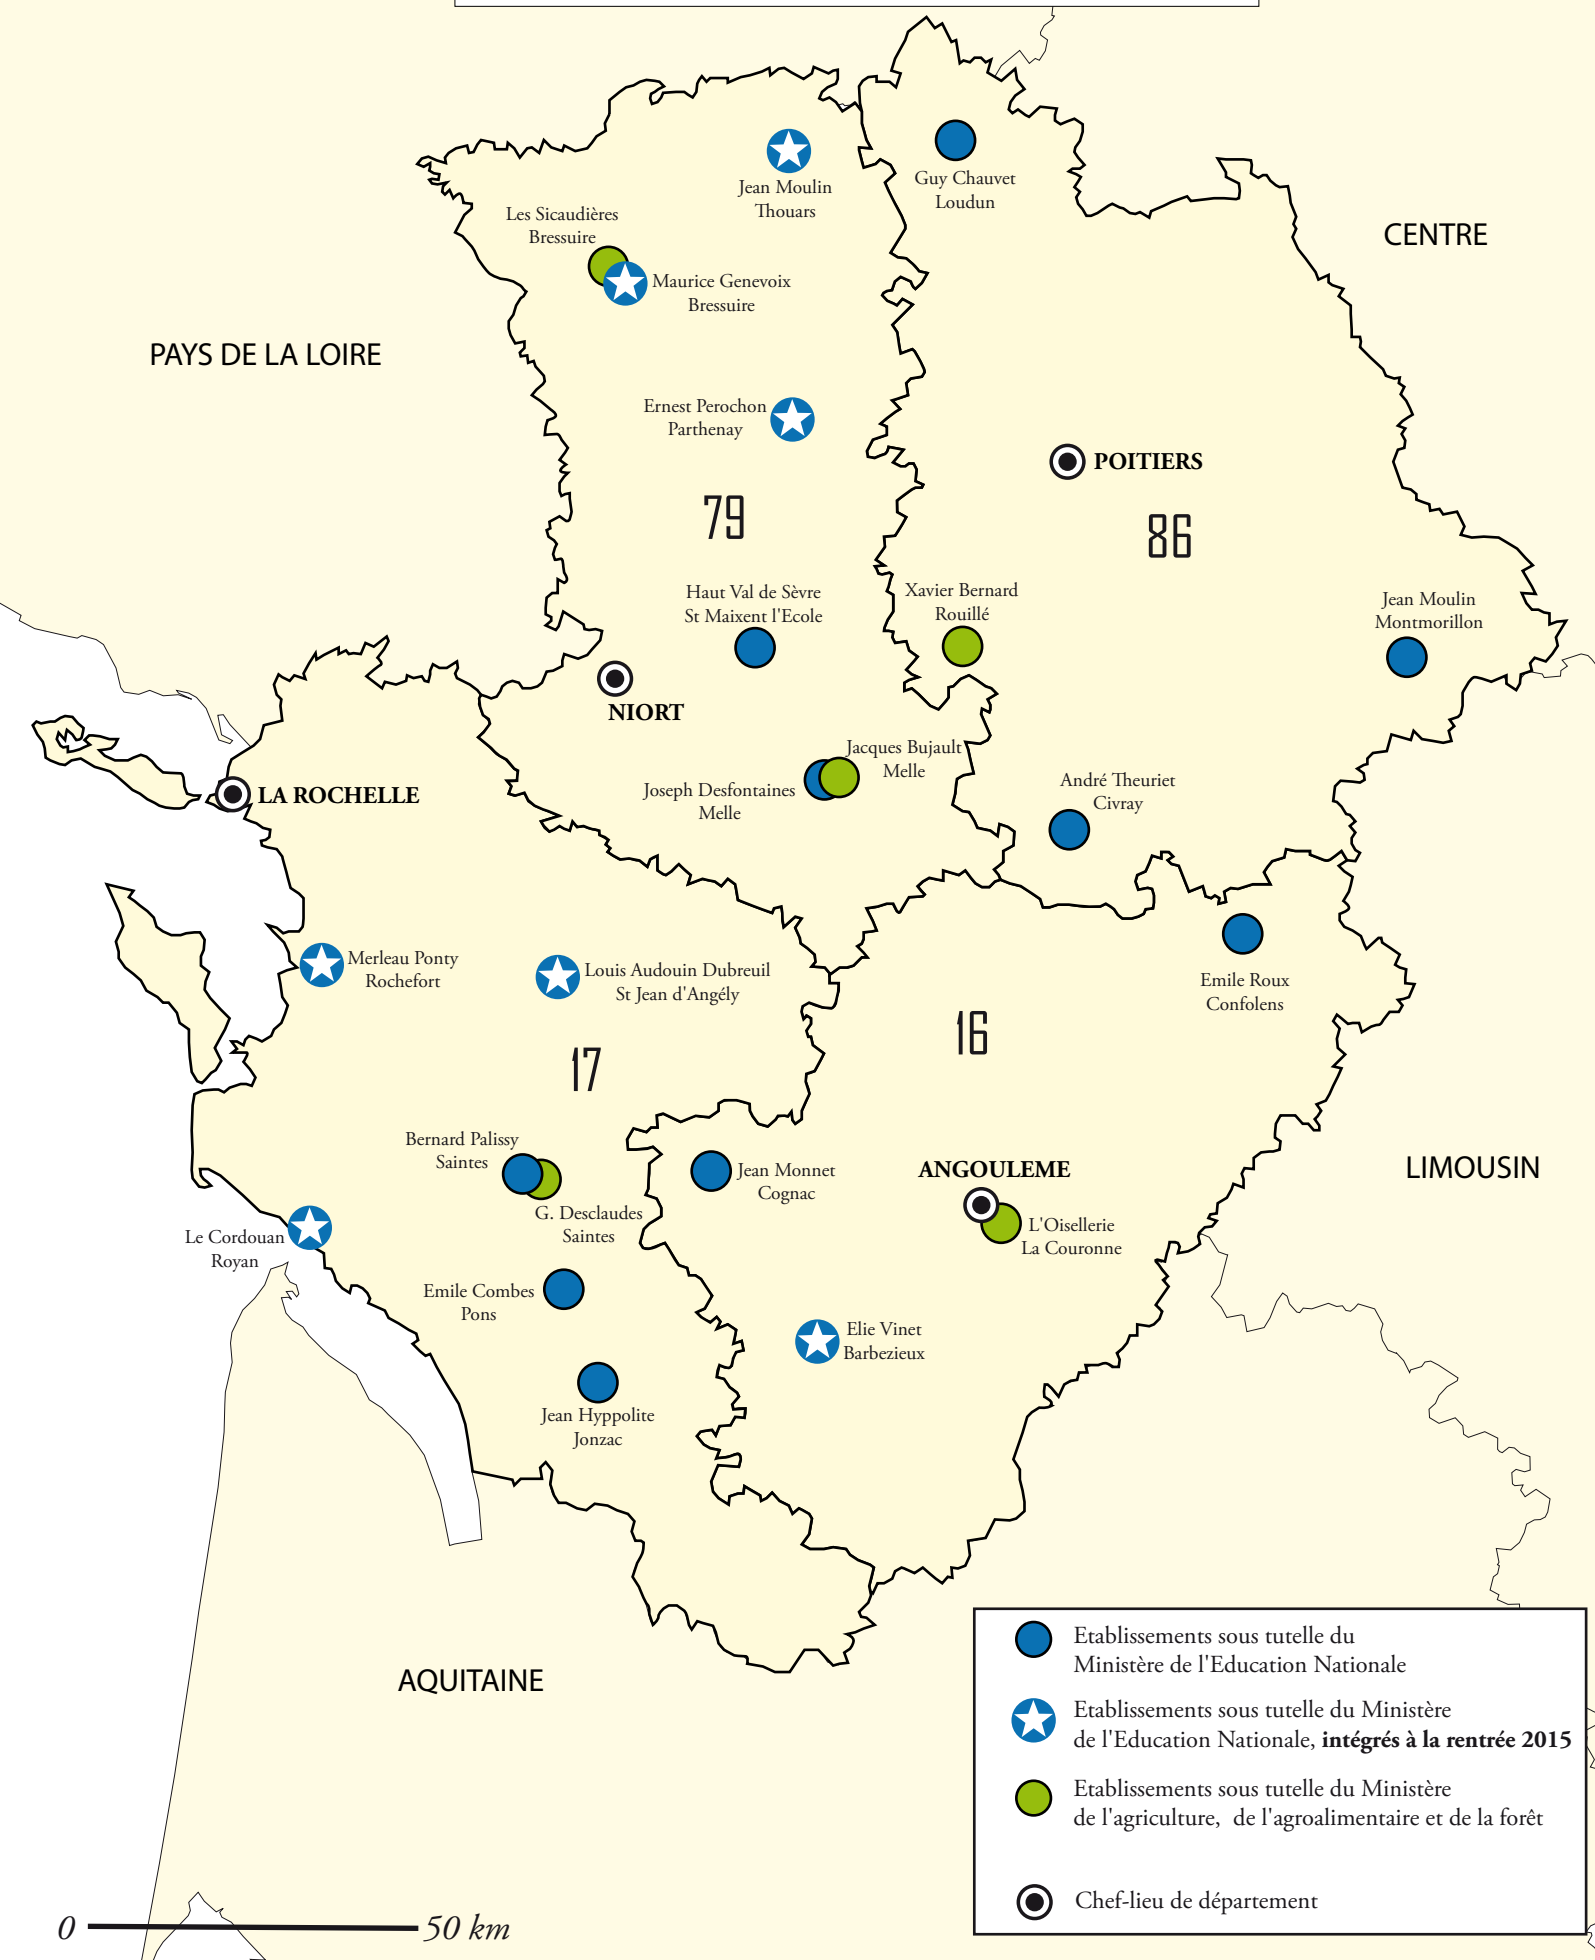 Jean Moulin
Thouars
Guy Chauvet
Loudun
Les Sicaudières
Bressuire
CENTRE
Maurice Genevoix
Bressuire
PAYS DE LA LOIRE
Ernest Perochon
Parthenay
POITIERS
79
86
Haut Val de Sèvre
St Maixent l'Ecole
Xavier Bernard
Rouillé
Jean Moulin
Montmorillon
NIORT
Jacques Bujault
Melle
Joseph Desfontaines
Melle
André Theuriet
Civray
LA ROCHELLE
Merleau Ponty
Rochefort
Louis Audouin Dubreuil
St Jean d'Angély
Emile Roux
Confolens
16
17
Bernard Palissy
Saintes
Jean Monnet
Cognac
ANGOULEME
LIMOUSIN
G. Desclaudes
Saintes
L'Oisellerie
La Couronne
Le Cordouan
Royan
Emile Combes
Pons
Elie Vinet
Barbezieux
Jean Hyppolite
Jonzac
AQUITAINE
Etablissements sous tutelle du
Ministère de l'Education Nationale
Etablissements sous tutelle du Ministère
de l'Education Nationale, intégrés à la rentrée 2015
Etablissements sous tutelle du Ministère
de l'agriculture, de l'agroalimentaire et de la forêt
Chef-lieu de département
0 50 km